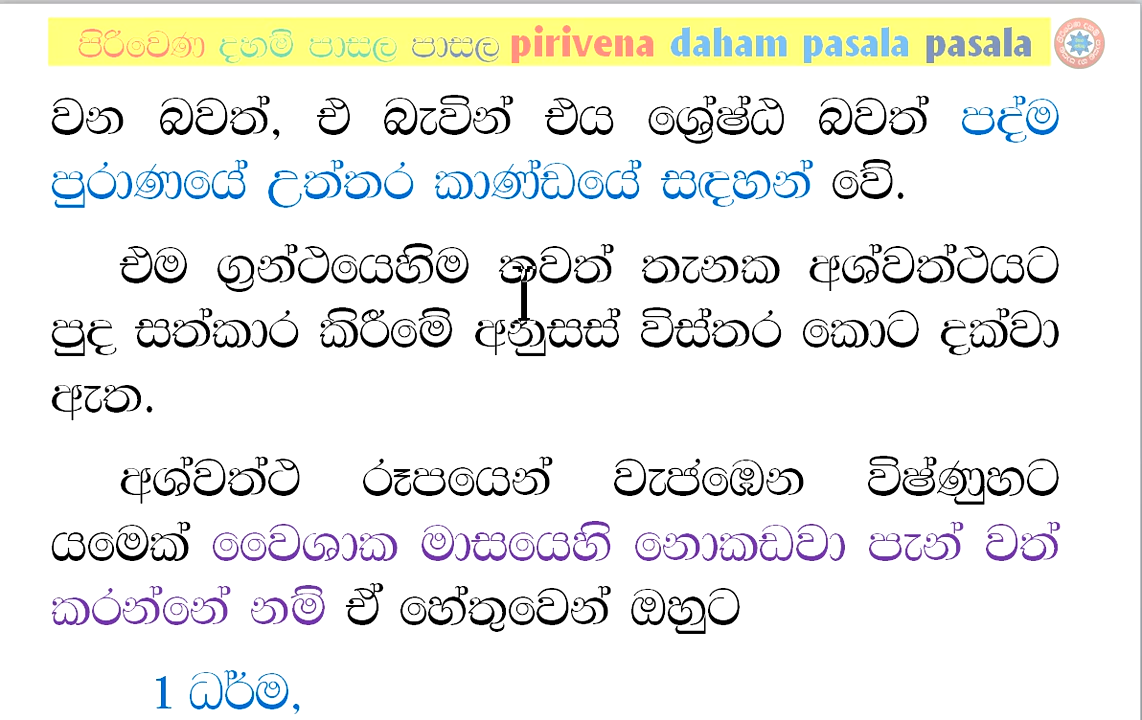 පිරිවෙණ දහම් පාසල පාසල pirivena daham pasala pasala
වන බවත්, එ බැවින් එය ශ්‍රේෂ්ඨ බවත් පද්ම
පුරාණයේ උත්තර කාණ්ඩයේ සඳහන් වේ.
එම ග්‍රන්ථයෙහිම තවත් තැනක අශ්වත්ථයට
පුද සත්කාර කිරීමේ අනුසස් විස්තර කොට දක්වා
ඇත.
අශ්වත්ථ රූපයෙන් වැජඹෙන විෂ්ණුහට
යමෙක් වෛශාක මාසයෙහි නොකඩවා පැන් වත්
කරන්නේ නම් ඒ හේතුවෙන් ඔහුට
1 ධර්ම,